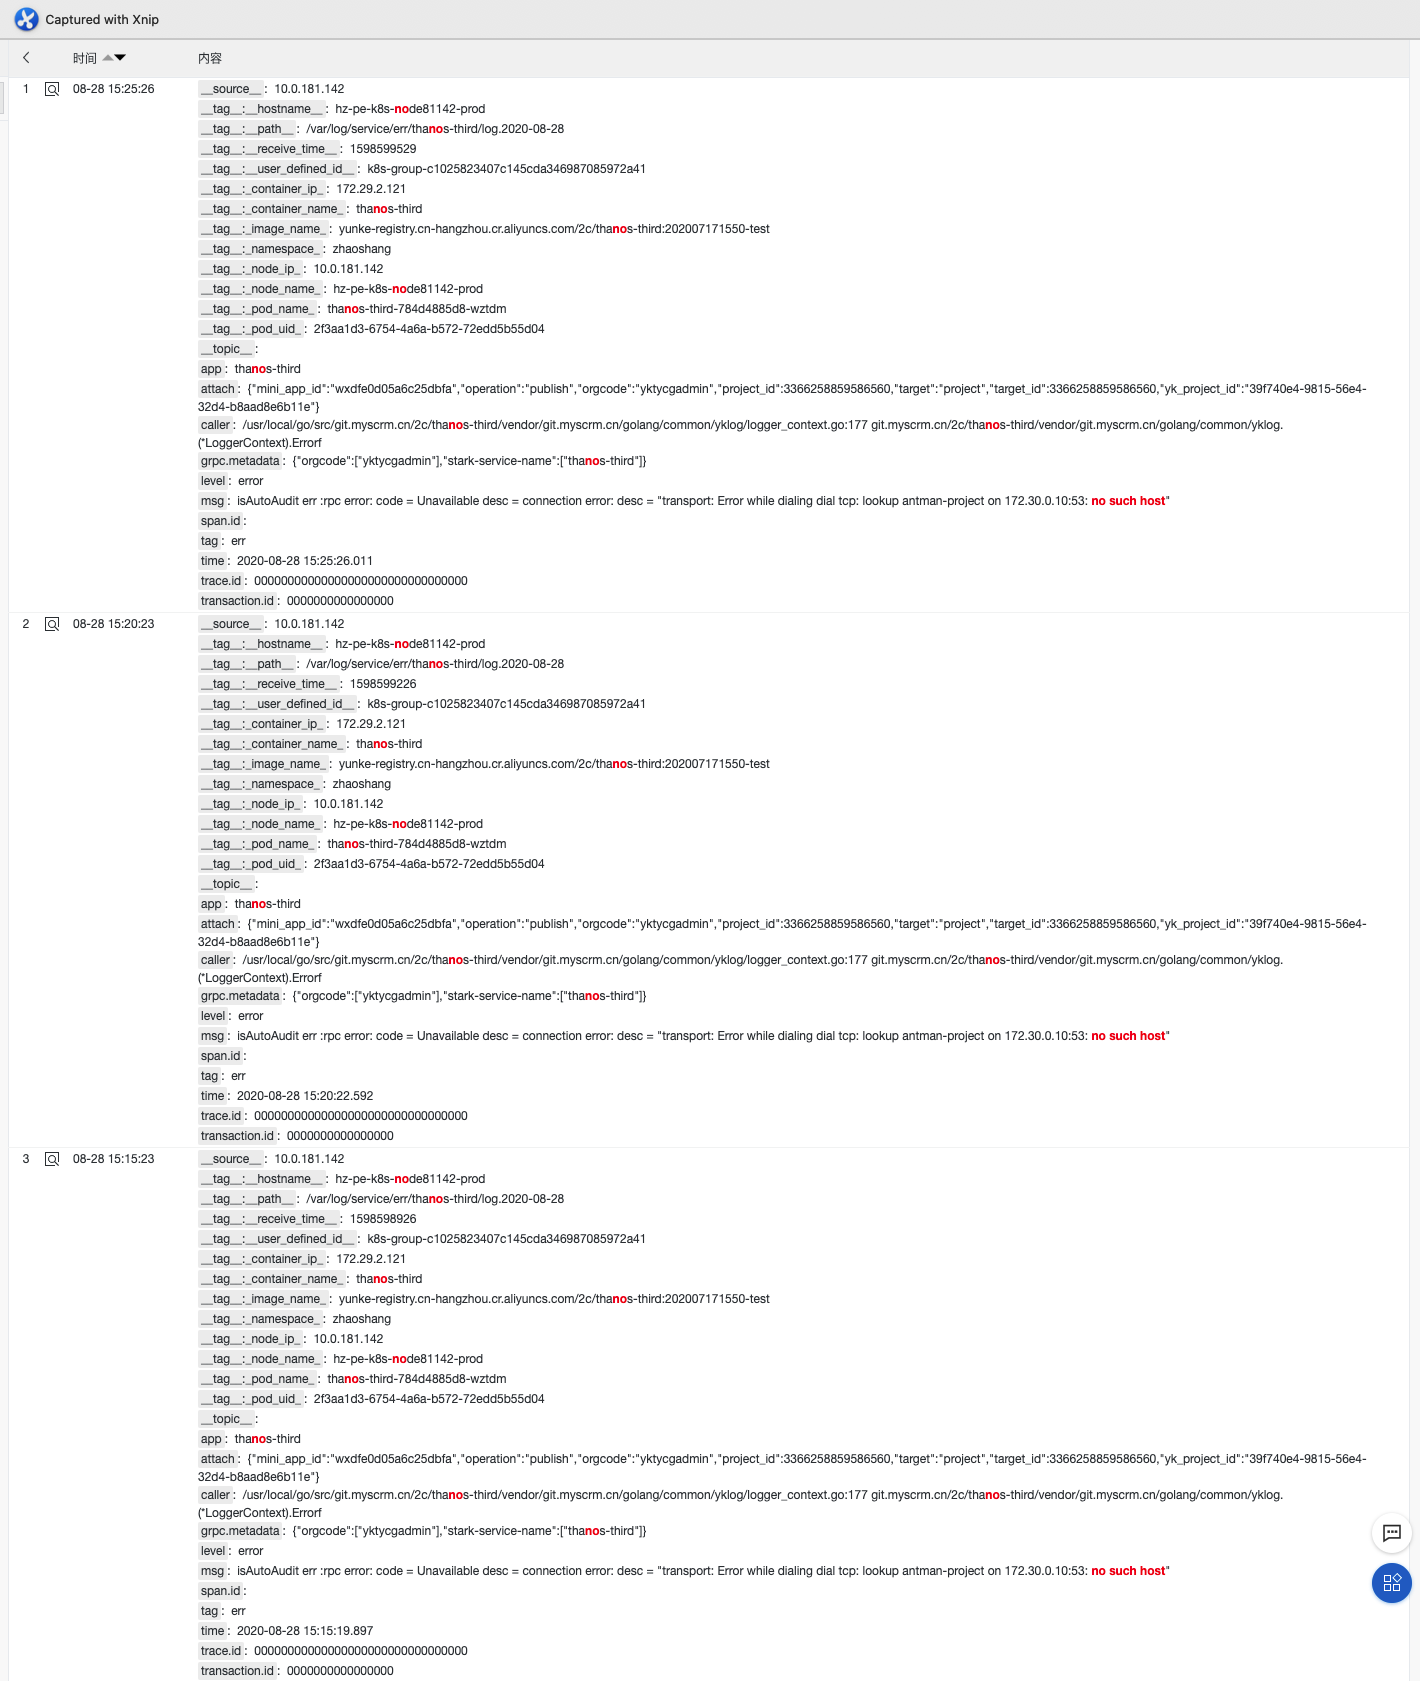 Captured with Xnip
时间 内容
1 08-28 15:25:26 __source__: 10.0.181.142
__tag__:__hostname__: hz-pe-k8s-node81142-prod
__tag__:__path__: /var/log/service/err/thanos-third/log.2020-08-28
__tag__:__receive_time__: 1598599529
__tag__:__user_defined_id__: k8s-group-c1025823407c145cda346987085972a41
__tag__:_container_ip_: 172.29.2.121
__tag__:_container_name_: thanos-third
__tag__:_image_name_: yunke-registry.cn-hangzhou.cr.aliyuncs.com/2c/thanos-third:202007171550-test
__tag__:_namespace_: zhaoshang
__tag__:_node_ip_: 10.0.181.142
__tag__:_node_name_: hz-pe-k8s-node81142-prod
__tag__:_pod_name_: thanos-third-784d4885d8-wztdm
__tag__:_pod_uid_: 2f3aa1d3-6754-4a6a-b572-72edd5b55d04
__topic__:
app: thanos-third
attach: {"mini_app_id":"wxdfe0d05a6c25dbfa","operation":"publish","orgcode":"yktycgadmin","project_id":3366258859586560,"target":"project","target_id":3366258859586560,"yk_project_id":"39f740e4-9815-56e4-
32d4-b8aad8e6b11e"}
caller: /usr/local/go/src/git.myscrm.cn/2c/thanos-third/vendor/git.myscrm.cn/golang/common/yklog/logger_context.go:177 git.myscrm.cn/2c/thanos-third/vendor/git.myscrm.cn/golang/common/yklog.
(*LoggerContext).Errorf
grpc.metadata: {"orgcode":["yktycgadmin"],"stark-service-name":["thanos-third"]}
level: error
msg: isAutoAudit err :rpc error: code = Unavailable desc = connection error: desc = "transport: Error while dialing dial tcp: lookup antman-project on 172.30.0.10:53: no such host"
span.id:
tag: err
time: 2020-08-28 15:25:26.011
trace.id: 00000000000000000000000000000000
transaction.id: 0000000000000000
2 08-28 15:20:23 __source__: 10.0.181.142
__tag__:__hostname__: hz-pe-k8s-node81142-prod
__tag__:__path__: /var/log/service/err/thanos-third/log.2020-08-28
__tag__:__receive_time__: 1598599226
__tag__:__user_defined_id__: k8s-group-c1025823407c145cda346987085972a41
__tag__:_container_ip_: 172.29.2.121
__tag__:_container_name_: thanos-third
__tag__:_image_name_: yunke-registry.cn-hangzhou.cr.aliyuncs.com/2c/thanos-third:202007171550-test
__tag__:_namespace_: zhaoshang
__tag__:_node_ip_: 10.0.181.142
__tag__:_node_name_: hz-pe-k8s-node81142-prod
__tag__:_pod_name_: thanos-third-784d4885d8-wztdm
__tag__:_pod_uid_: 2f3aa1d3-6754-4a6a-b572-72edd5b55d04
__topic__:
app: thanos-third
attach: {"mini_app_id":"wxdfe0d05a6c25dbfa","operation":"publish","orgcode":"yktycgadmin","project_id":3366258859586560,"target":"project","target_id":3366258859586560,"yk_project_id":"39f740e4-9815-56e4-
32d4-b8aad8e6b11e"}
caller: /usr/local/go/src/git.myscrm.cn/2c/thanos-third/vendor/git.myscrm.cn/golang/common/yklog/logger_context.go:177 git.myscrm.cn/2c/thanos-third/vendor/git.myscrm.cn/golang/common/yklog.
(*LoggerContext).Errorf
grpc.metadata: {"orgcode":["yktycgadmin"],"stark-service-name":["thanos-third"]}
level: error
msg: isAutoAudit err :rpc error: code = Unavailable desc = connection error: desc = "transport: Error while dialing dial tcp: lookup antman-project on 172.30.0.10:53: no such host"
span.id:
tag: err
time: 2020-08-28 15:20:22.592
trace.id: 00000000000000000000000000000000
transaction.id: 0000000000000000
3 08-28 15:15:23 __source__: 10.0.181.142
__tag__:__hostname__: hz-pe-k8s-node81142-prod
__tag__:__path__: /var/log/service/err/thanos-third/log.2020-08-28
__tag__:__receive_time__: 1598598926
__tag__:__user_defined_id__: k8s-group-c1025823407c145cda346987085972a41
__tag__:_container_ip_: 172.29.2.121
__tag__:_container_name_: thanos-third
__tag__:_image_name_: yunke-registry.cn-hangzhou.cr.aliyuncs.com/2c/thanos-third:202007171550-test
__tag__:_namespace_: zhaoshang
__tag__:_node_ip_: 10.0.181.142
__tag__:_node_name_: hz-pe-k8s-node81142-prod
__tag__:_pod_name_: thanos-third-784d4885d8-wztdm
__tag__:_pod_uid_: 2f3aa1d3-6754-4a6a-b572-72edd5b55d04
__topic__:
app: thanos-third
attach: {"mini_app_id":"wxdfe0d05a6c25dbfa","operation":"publish","orgcode":"yktycgadmin","project_id":3366258859586560,"target":"project","target_id":3366258859586560,"yk_project_id":"39f740e4-9815-56e4-
32d4-b8aad8e6b11e"}
caller: /usr/local/go/src/git.myscrm.cn/2c/thanos-third/vendor/git.myscrm.cn/golang/common/yklog/logger_context.go:177 git.myscrm.cn/2c/thanos-third/vendor/git.myscrm.cn/golang/common/yklog.
(*LoggerContext).Errorf
grpc.metadata: {"orgcode":["yktycgadmin"],"stark-service-name":["thanos-third"]}
level: error
msg: isAutoAudit err :rpc error: code = Unavailable desc = connection error: desc = "transport: Error while dialing dial tcp: lookup antman-project on 172.30.0.10:53: no such host"
span.id:
tag: err
time: 2020-08-28 15:15:19.897
trace.id: 00000000000000000000000000000000
transaction.id: 0000000000000000